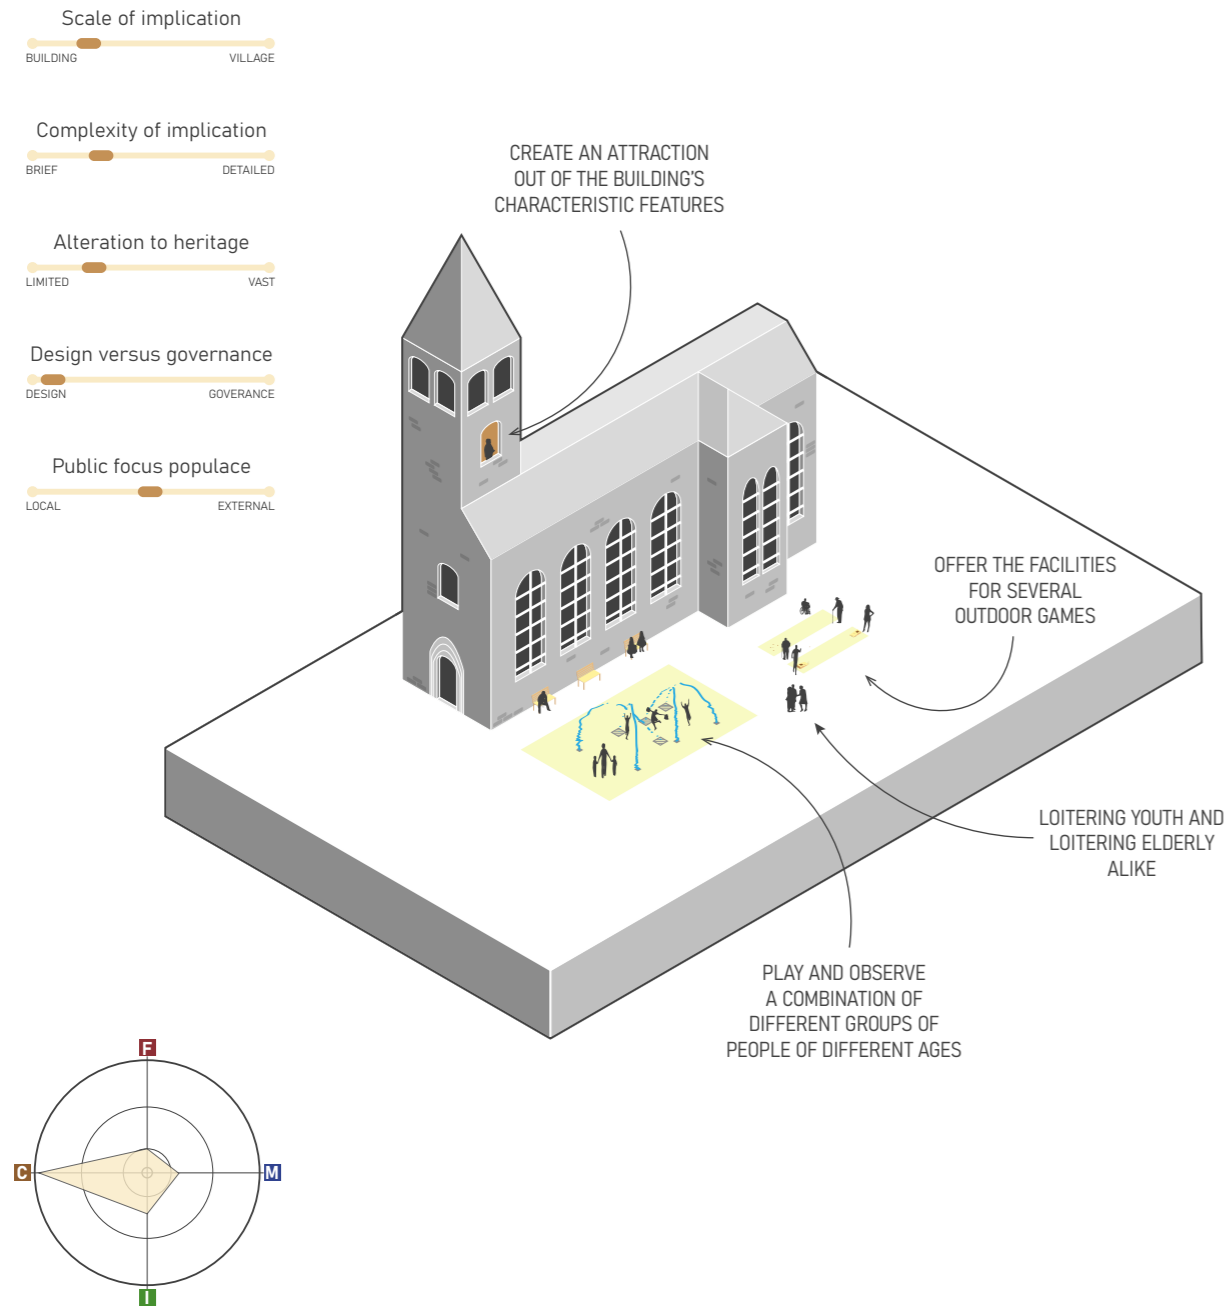 Scale of implication
BUILDING VILLAGE
Complexity of implication
BRIEF DETAILED
Alteration to heritage
LIMITED VAST
Design versus governance
DESIGN GOVERANCE
Public focus populace
LOCAL EXTERNAL
CREATE AN ATTRACTION
OUT OF THE BUILDING'S
CHARACTERISTIC FEATURES
OFFER THE FACILITIES
FOR SEVERAL
OUTDOOR GAMES
LOITERING YOUTH AND
LOITERING ELDERLY
ALIKE
PLAY AND OBSERVE
A COMBINATION OF
DIFFERENT GROUPS OF
PEOPLE OF DIFFERENT AGES
F
C M
I